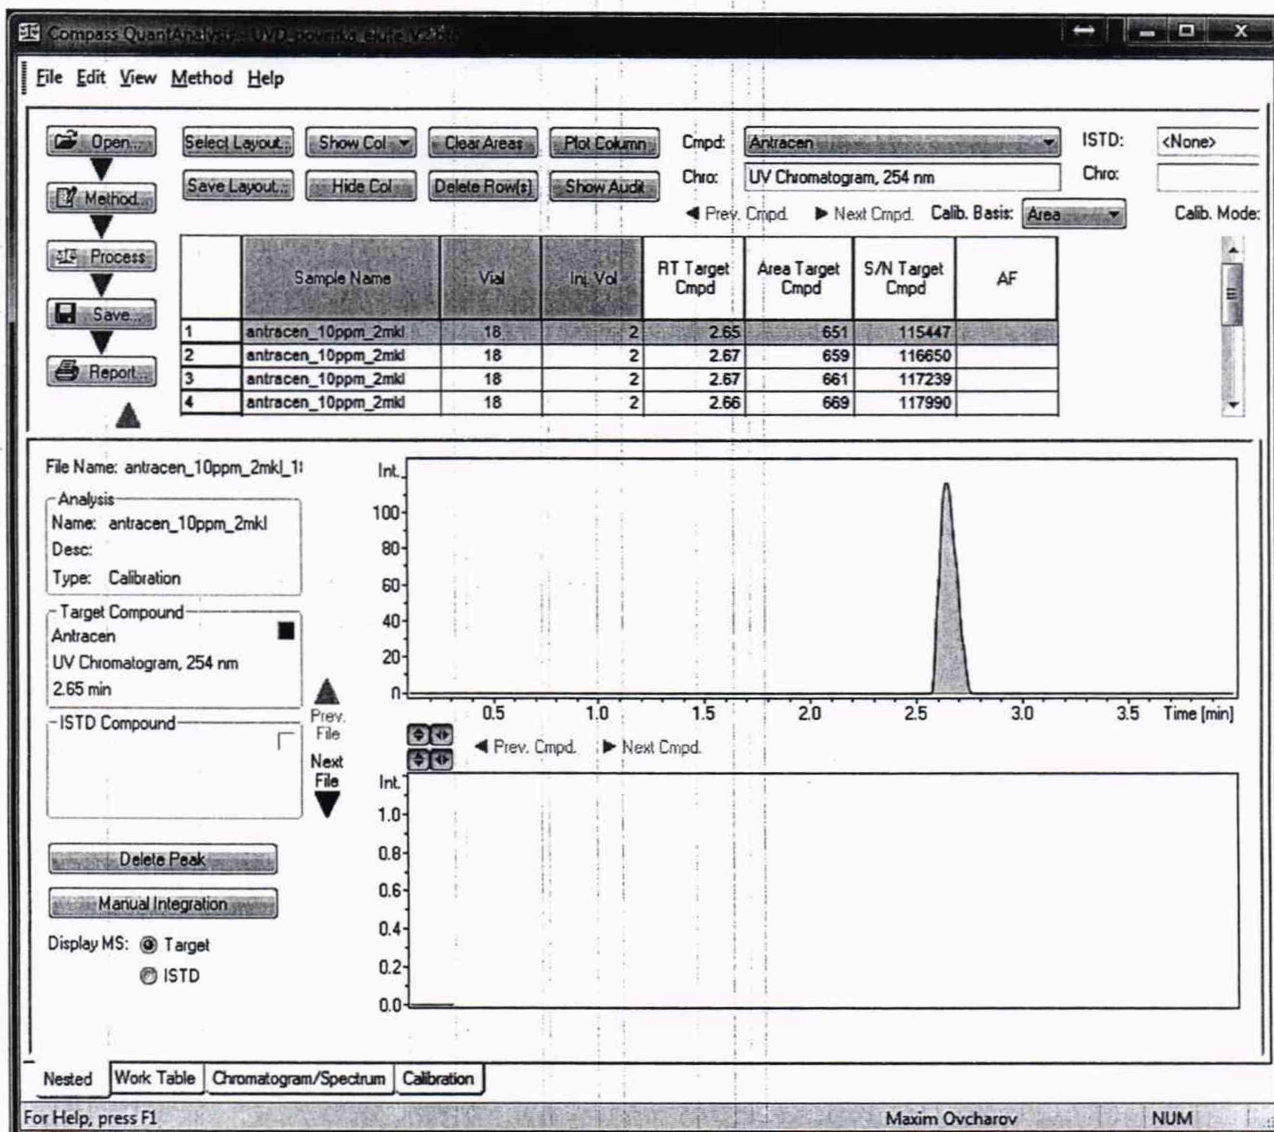 Compass QuantAnalysis - UVD_poverka_elute_V2.btb
File Edit View Method Help
Open... Select Layout... Show Col Clear Areas Plot Column Cmpd: Antracen ISTD: <None>
Method... Save Layout... Hide Col Delete Row(s) Show Audit Chro: UV Chromatogram, 254 nm Chro:
Prev. Cmpd. Next Cmpd. Calib. Basis: Area Calib. Mode:
Process
Save...
Report...
Sample Name Vial Inj. Vol RT Target Cmpd Area Target Cmpd S/N Target Cmpd AF
1 antracen_10ppm_2mkl 18 2 2.65 651 115447
2 antracen_10ppm_2mkl 18 2 2.67 659 116650
3 antracen_10ppm_2mkl 18 2 2.67 661 117239
4 antracen_10ppm_2mkl 18 2 2.66 669 117990
File Name: antracen_10ppm_2mkl_1
Analysis
Name: antracen_10ppm_2mkl
Desc:
Type: Calibration
Target Compound
Antracen
UV Chromatogram, 254 nm
2.65 min
ISTD Compound
Prev. File
Next File
Delete Peak
Manual Integration
Display MS: Target
ISTD
Int.
100
80
60
40
20
0
0.5 1.0 1.5 2.0 2.5 3.0 3.5 Time [min]
Prev. Cmpd. Next Cmpd.
Int.
1.0
0.8
0.6
0.4
0.2
0.0
Nested Work Table Chromatogram/Spectrum Calibration
For Help, press F1 Maxim Ovcharov NUM